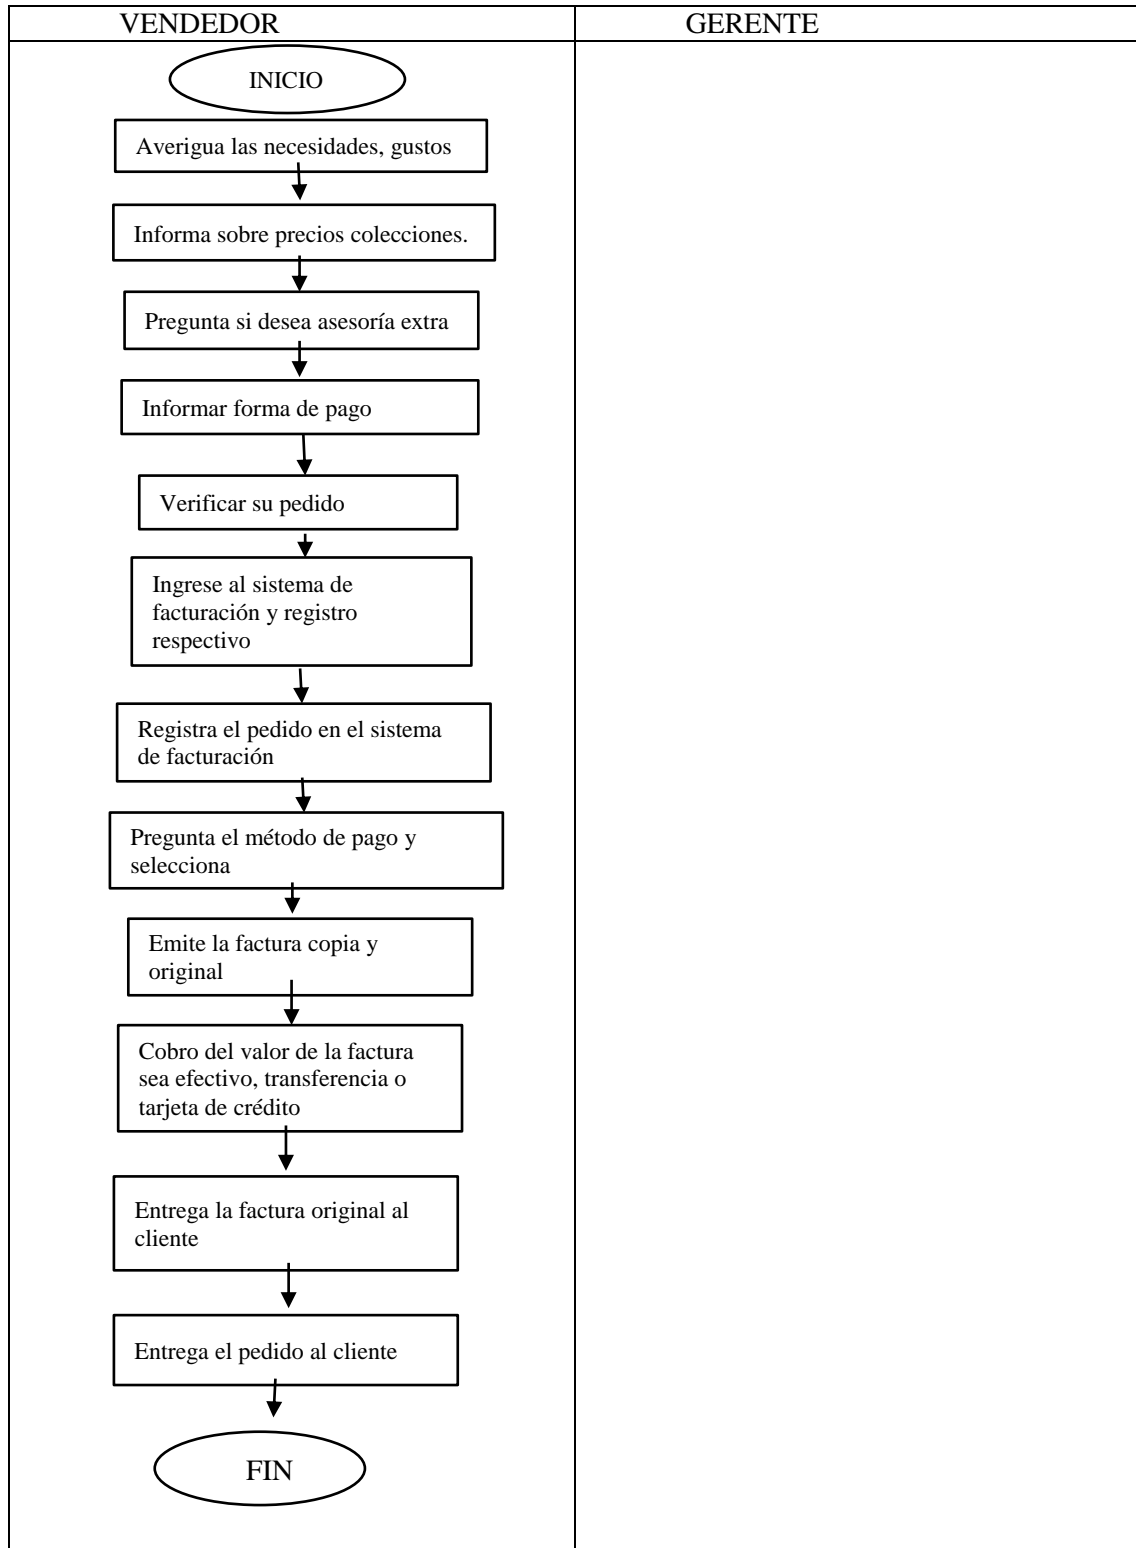 VENDEDOR
GERENTE
INICIO
Averigua las necesidades, gustos
Informa sobre precios colecciones.
Pregunta si desea asesoría extra
Informar forma de pago
Verificar su pedido
Ingrese al sistema de
facturación y registro
respectivo
Registra el pedido en el sistema
de facturación
Pregunta el método de pago y
selecciona
Emite la factura copia y
original
Cobro del valor de la factura
sea efectivo, transferencia o
tarjeta de crédito
Entrega la factura original al
cliente
Entrega el pedido al cliente
FIN